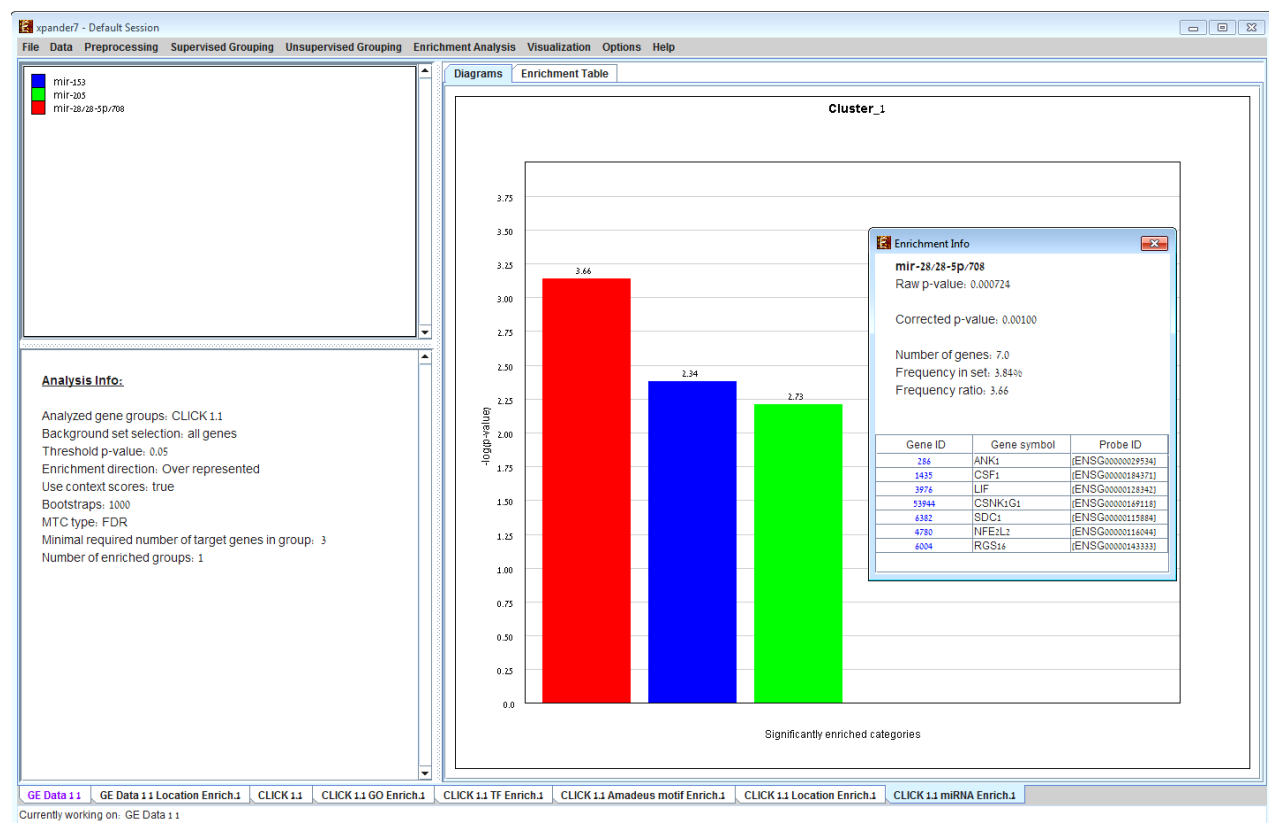 xpander7 - Default Session
File Data Preprocessing Supervised Grouping Unsupervised Grouping Enrichment Analysis Visualization Options Help
mir-153
mir-205
mir-28/28-5p/708
Analysis Info:
Analyzed gene groups: CLICK 1.1
Background set selection: all genes
Threshold p-value: 0.05
Enrichment direction: Over represented
Use context scores: true
Bootstraps: 1000
MTC type: FDR
Minimal required number of target genes in group: 3
Number of enriched groups: 1
Diagrams Enrichment Table
Cluster_1
3.75
3.50
3.25
3.00
2.75
2.50
2.25
2.00
1.75
1.50
1.25
1.00
0.75
0.50
0.25
0.0
-log(p-value)
3.66
2.34
2.73
Significantly enriched categories
Enrichment Info
mir-28/28-5p/708
Raw p-value: 0.000724
Corrected p-value: 0.00100
Number of genes: 7.0
Frequency in set: 3.84%
Frequency ratio: 3.66
Gene ID Gene symbol Probe ID
286 ANK1 [ENSG00000029534]
1435 CSF1 [ENSG00000184371]
3976 LIF [ENSG00000128342]
53944 CSNK1G1 [ENSG00000169118]
6382 SDC1 [ENSG00000115884]
4780 NFE2L2 [ENSG00000116044]
6004 RGS16 [ENSG00000143333]
GE Data 1 1 GE Data 1 1 Location Enrich.1 CLICK 1.1 CLICK 1.1 GO Enrich.1 CLICK 1.1 TF Enrich.1 CLICK 1.1 Amadeus motif Enrich.1 CLICK 1.1 Location Enrich.1 CLICK 1.1 miRNA Enrich.1
Currently working on: GE Data 1 1